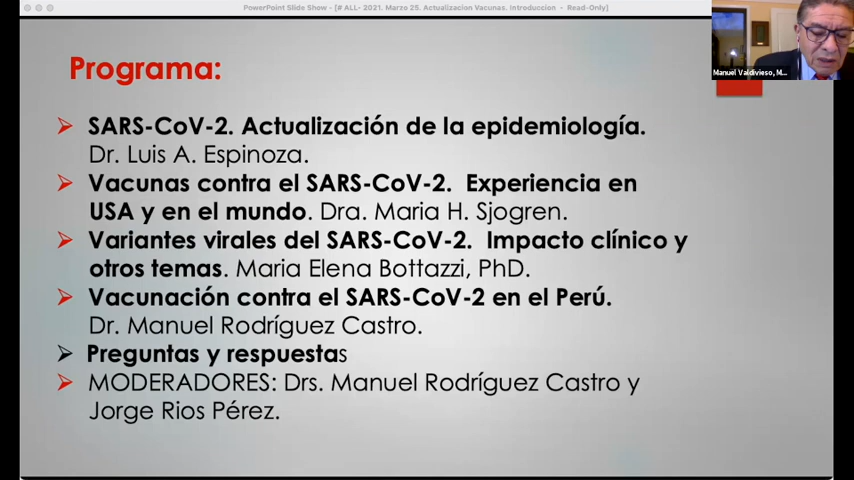 PowerPoint Slide Show - [# ALL- 2021. Marzo 25. Actualizacion Vacunas. Introduccion - Read-Only]
Manuel Valdivieso, M...
Programa:
SARS-CoV-2. Actualización de la epidemiología.
Dr. Luis A. Espinoza.
Vacunas contra el SARS-CoV-2. Experiencia en
USA y en el mundo. Dra. Maria H. Sjogren.
Variantes virales del SARS-CoV-2. Impacto clínico y
otros temas. Maria Elena Bottazzi, PhD.
Vacunación contra el SARS-CoV-2 en el Perú.
Dr. Manuel Rodríguez Castro.
Preguntas y respuestas
MODERADORES: Drs. Manuel Rodríguez Castro y
Jorge Rios Pérez.